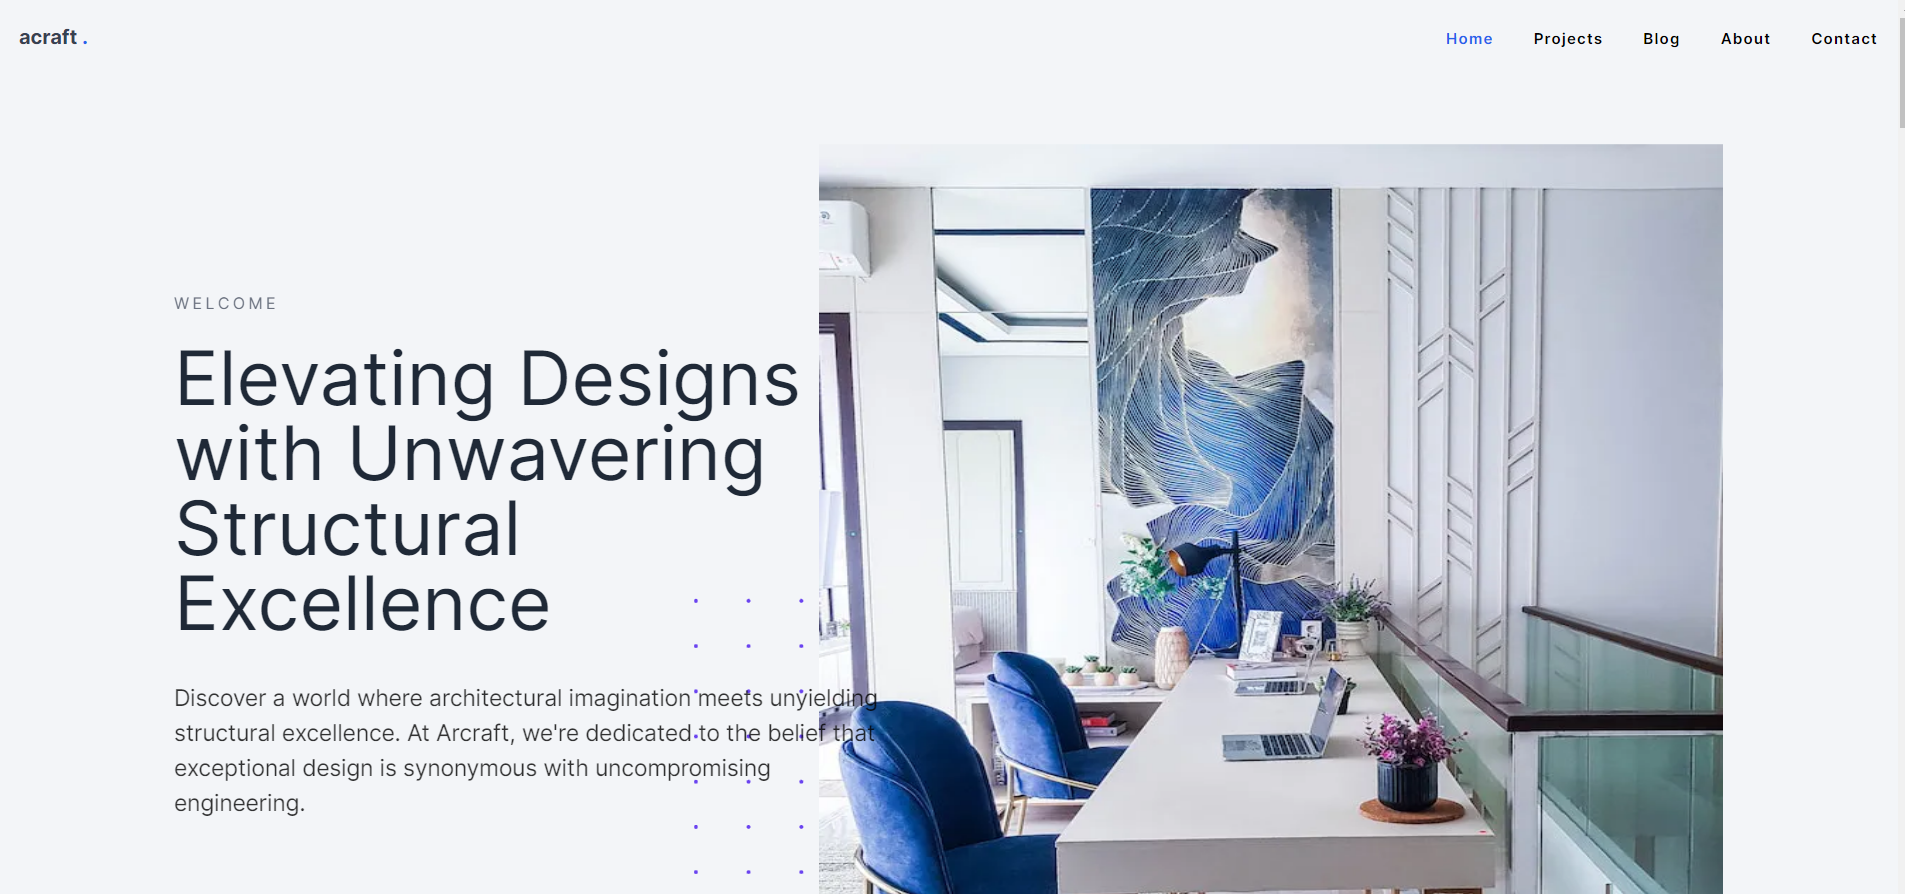 acraft .
Home Projects Blog About Contact
WELCOME
Elevating Designs
with Unwavering
Structural
Excellence
Discover a world where architectural imagination meets unyielding
structural excellence. At Arcraft, we're dedicated to the belief that
exceptional design is synonymous with uncompromising
engineering.